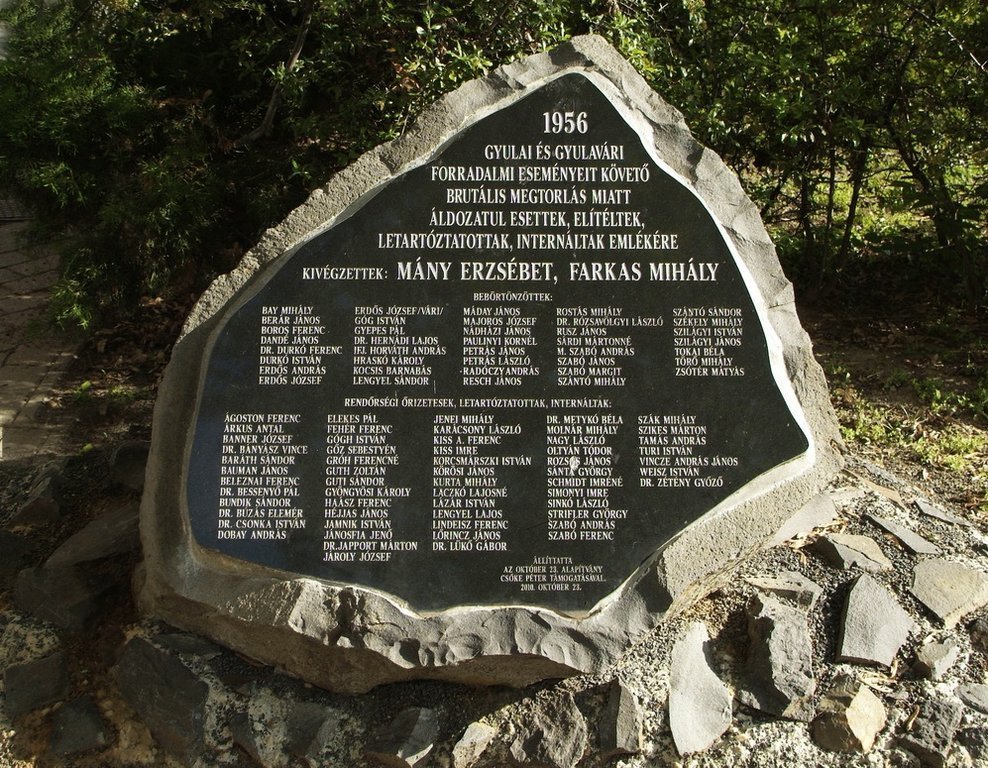 1956
GYULAI ÉS GYULAVÁRI
FORRADALMI ESEMÉNYEIT KÖVETŐ
BRUTÁLIS MEGTORLÁS MIATT
ÁLDOZATUL ESETTEK, ELÍTÉLTEK,
LETARTÓZTATOTTAK, INTERNÁLTAK EMLÉKÉRE
KIVÉGZETTEK: MÁNY ERZSÉBET, FARKAS MIHÁLY
BEBÖRTÖNZÖTTEK:
BAY MIHÁLY
BERÁR JÁNOS
BOROS FERENC
DANDÉ JÁNOS
DR. DURKÓ FERENC
DURKÓ ISTVÁN
ERDŐS ANDRÁS
ERDŐS JÓZSEF
ERDŐS JÓZSEF/VÁRI/
GÓG ISTVÁN
GYEPES PÁL
DR. HERNÁDI LAJOS
IFJ. HORVÁTH ANDRÁS
HRASKÓ KÁROLY
KOCSIS BARNABÁS
LENGYEL SÁNDOR
MÁDAY JÁNOS
MAJOROS JÓZSEF
NÁDHÁZI JÁNOS
PAULINYI KORNÉL
PETRÁS JÁNOS
PETRÁS LÁSZLÓ
RADÓCZY ANDRÁS
RESCH JÁNOS
ROSTÁS MIHÁLY
DR. RÓZSAVÖLGYI LÁSZLÓ
RUSZ JÁNOS
SÁRDI MÁRTONNÉ
M. SZABÓ ANDRÁS
SZABÓ JÁNOS
SZABÓ MARGIT
SZÁNTÓ MIHÁLY
SZÁNTÓ SÁNDOR
SZÉKELY MIHÁLY
SZILÁGYI ISTVÁN
SZILÁGYI JÁNOS
TOKAI BÉLA
TÓBÓ MIHÁLY
ZSÓTÉR MÁTYÁS
RENDŐRSÉGI ŐRIZETESEK, LETARTÓZTATOTTAK, INTERNÁLTAK:
ÁGOSTON FERENC
ÁRKUS ANTAL
BANNER JÓZSEF
DR. BÁNYÁSZ VINCE
BARÁTH SÁNDOR
BAUMAN JÁNOS
BELEZNAI FERENC
DR. BESSENYŐ PÁL
BUNDIK SÁNDOR
DR. BUZÁS ELEMÉR
DR. CSONKA ISTVÁN
DOBAY ANDRÁS
ELEKES PÁL
FEHÉR FERENC
GÓGH ISTVÁN
GŐZ SEBESTYÉN
GRÓH FERENCNÉ
GUTH ZOLTÁN
GUTI SÁNDOR
GYÖNGYÖSI KÁROLY
HAÁSZ FERENC
HÉJJAS JÁNOS
JAMNIK ISTVÁN
JÁNOSFIA JENŐ
DR.JAPPORT MÁRTON
JÁROLY JÓZSEF
JENEI MIHÁLY
KARÁCSONY LÁSZLÓ
KISS A. FERENC
KISS IMRE
KORCSMÁRSZKI ISTVÁN
KÖRÖSI JÁNOS
KURTA MIHÁLY
LACZKÓ LAJOSNÉ
LÁZÁR ISTVÁN
LENGYEL LAJOS
LINDEISZ FERENC
LŐRINCZ JÁNOS
DR. LÜKŐ GÁBOR
DR. METYKÓ BÉLA
MOLNÁR MIHÁLY
NAGY LÁSZLÓ
OLTYÁN TÓDOR
ROZSOS JÁNOS
SÁNTA GYÖRGY
SCHMIDT IMRÉNÉ
SIMONYI IMRE
SINKÓ LÁSZLÓ
STRIFLER GYÖRGY
SZABÓ ANDRÁS
SZABÓ FERENC
SZÁK MIHÁLY
SZIKES MÁRTON
TAMÁS ANDRÁS
TURI ISTVÁN
VINCZE ANDRÁS JÁNOS
WEISZ ISTVÁN
DR. ZÉTÉNY GYŐZŐ
ÁLLÍTTATTA
AZ OKTÓBER 23. ALAPÍTVÁNY
CSŐKE PÉTER TÁMOGATÁSÁVAL
2010. OKTÓBER 23.